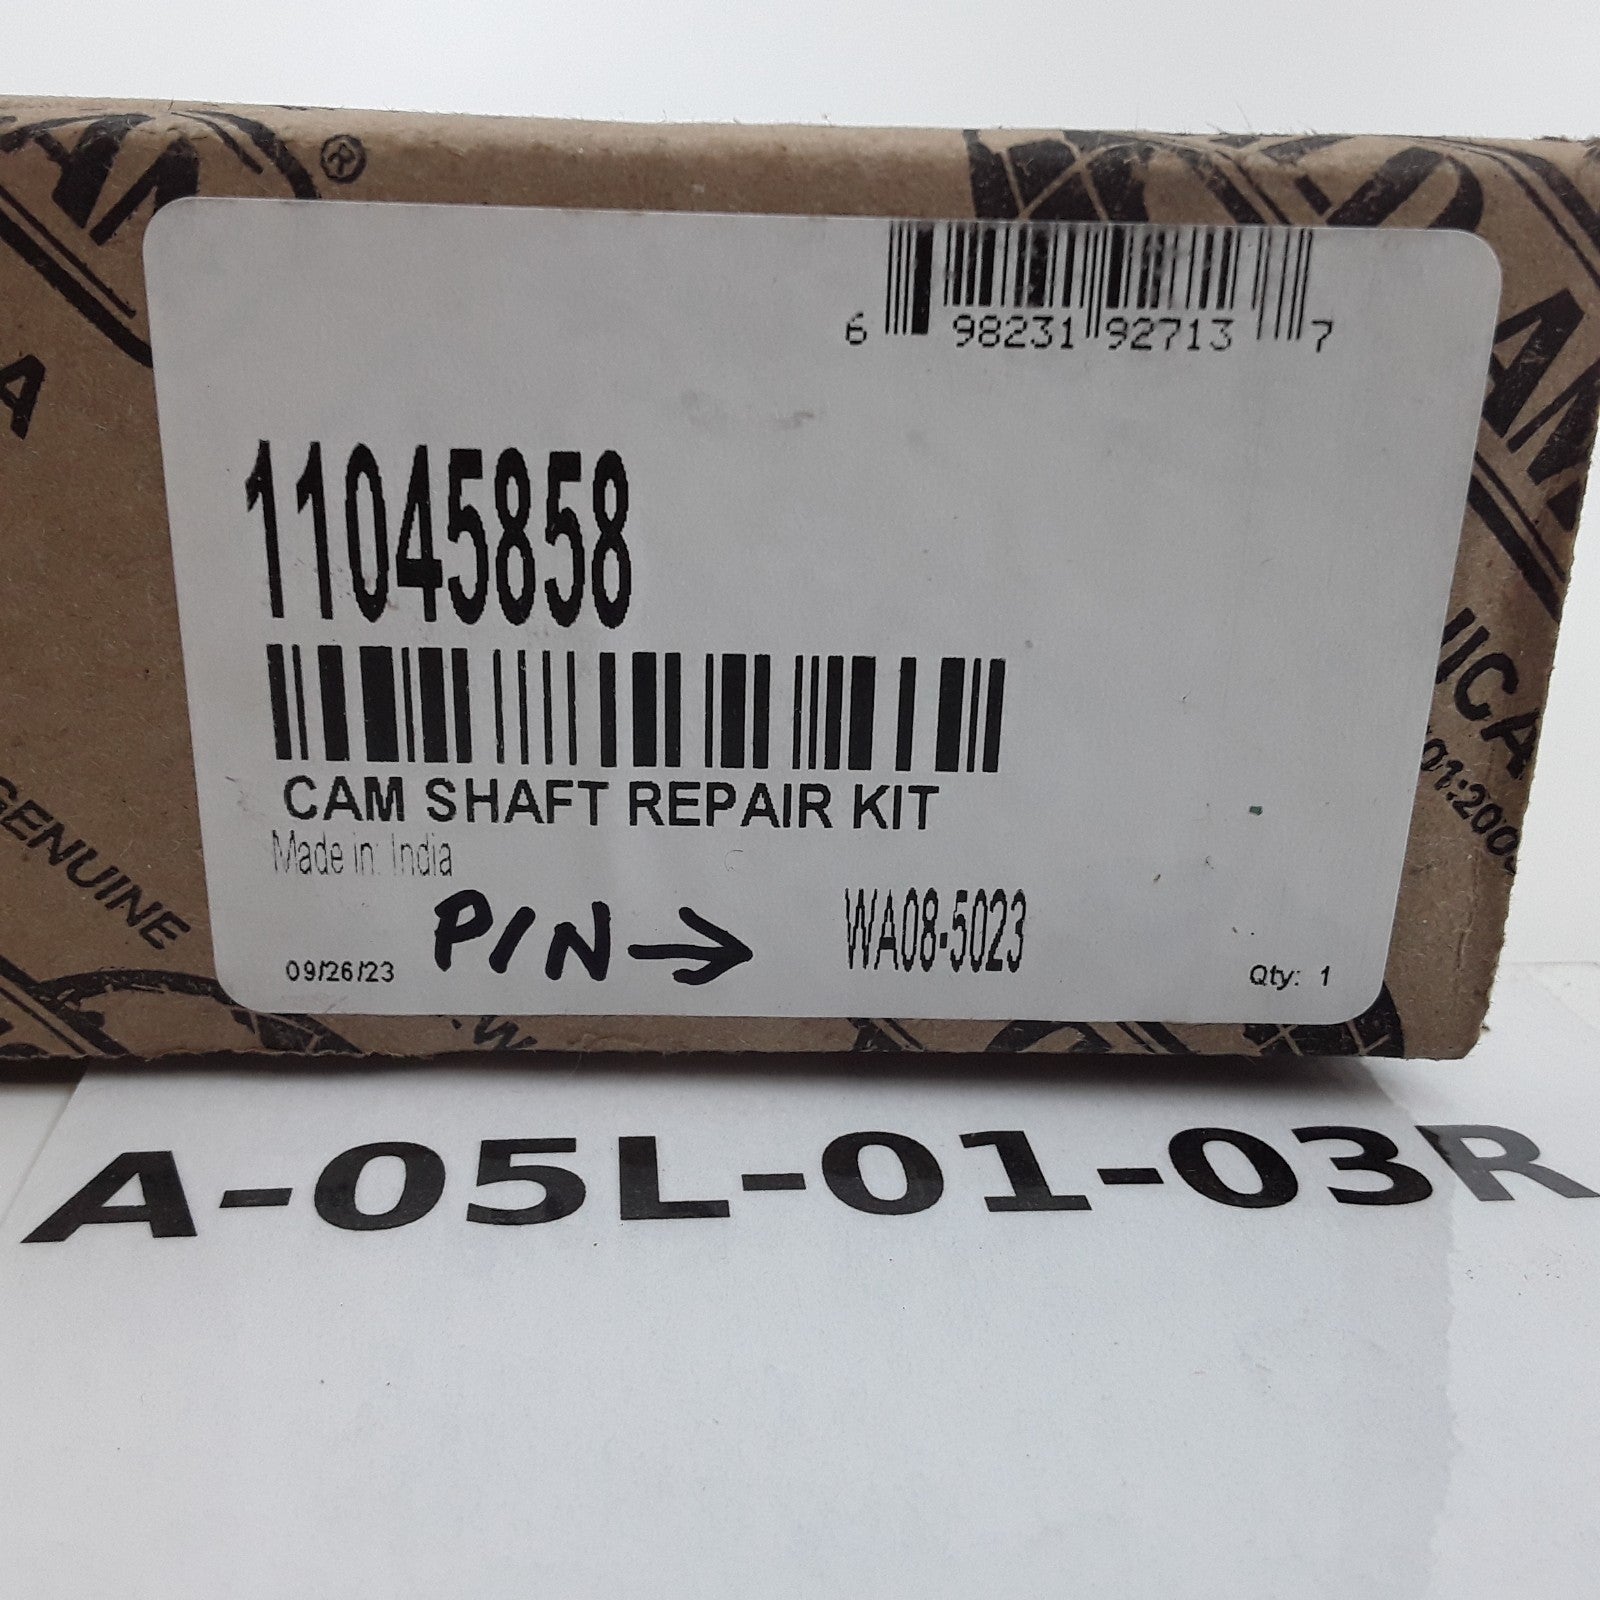 ®
6 98231 92713 7
11045858
CAM SHAFT REPAIR KIT
Made in: India
GENUINE
09/26/23 P/N→ WA08-5023 Qty: 1
A-05L-01-03R